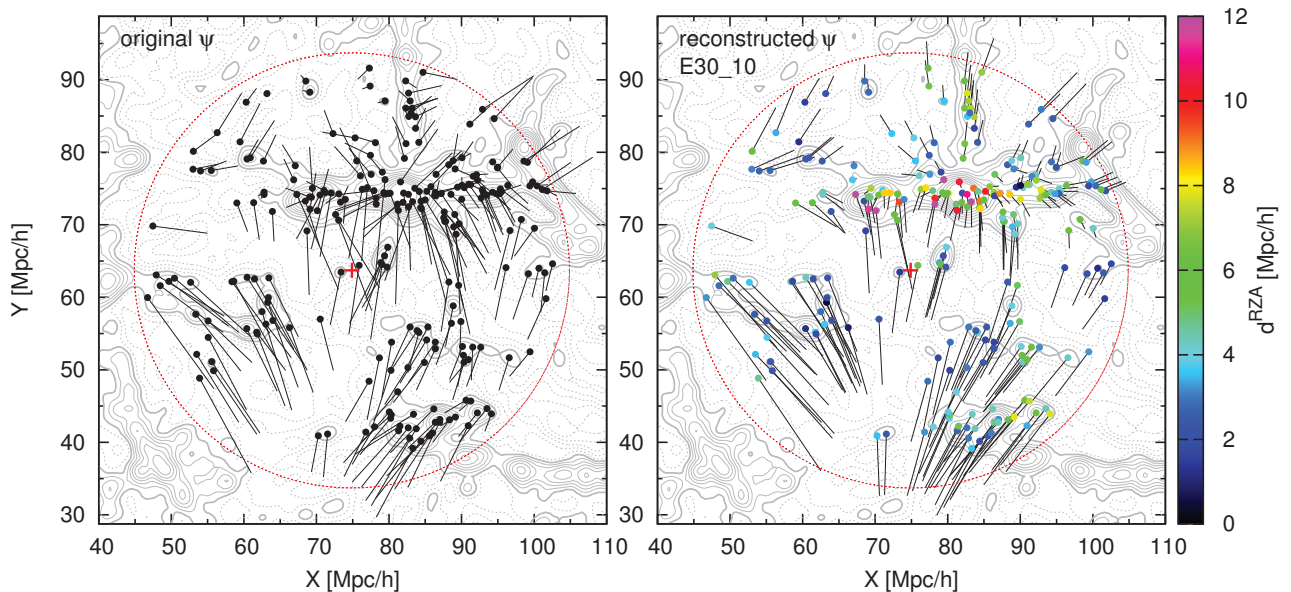 original ψ
reconstructed ψ
E30_10
Y [Mpc/h]
90
80
70
60
50
40
30
40 50 60 70 80 90 100 110
X [Mpc/h]
40 50 60 70 80 90 100 110
X [Mpc/h]
12
10
8
6
4
2
0
d^RZA [Mpc/h]